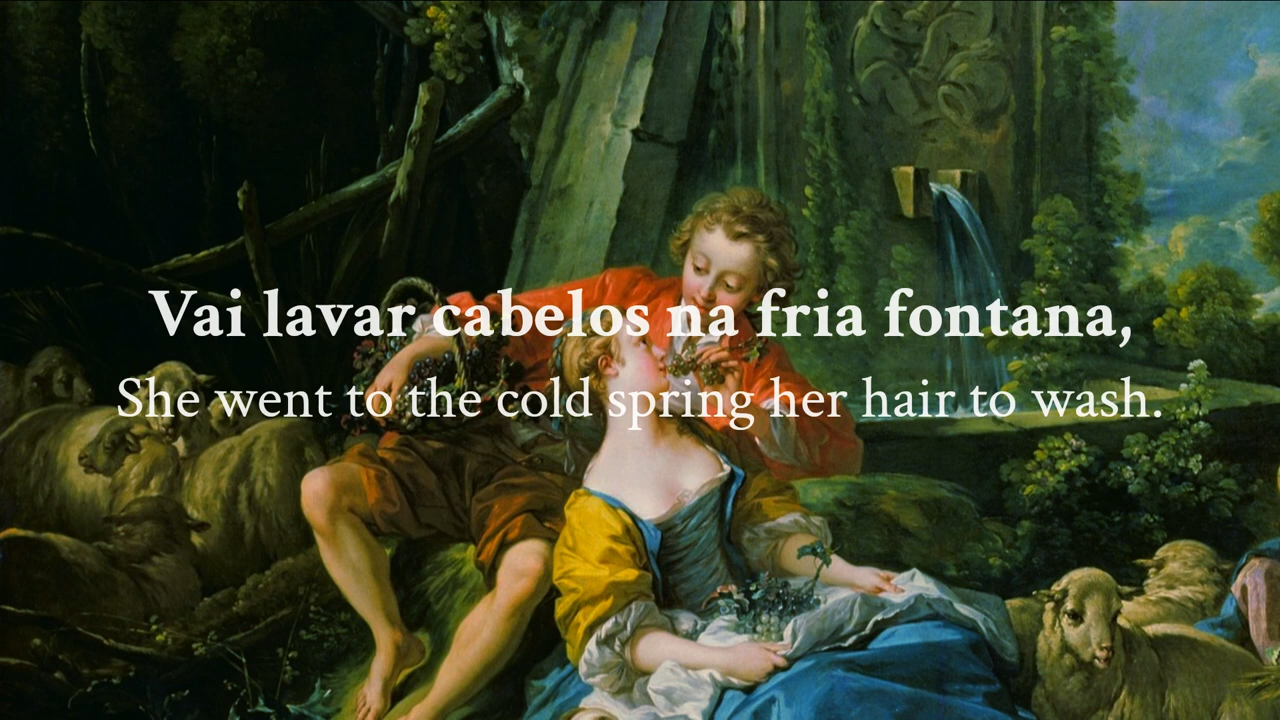 Vai lavar cabelos na fria fontana,
She went to the cold spring her hair to wash.